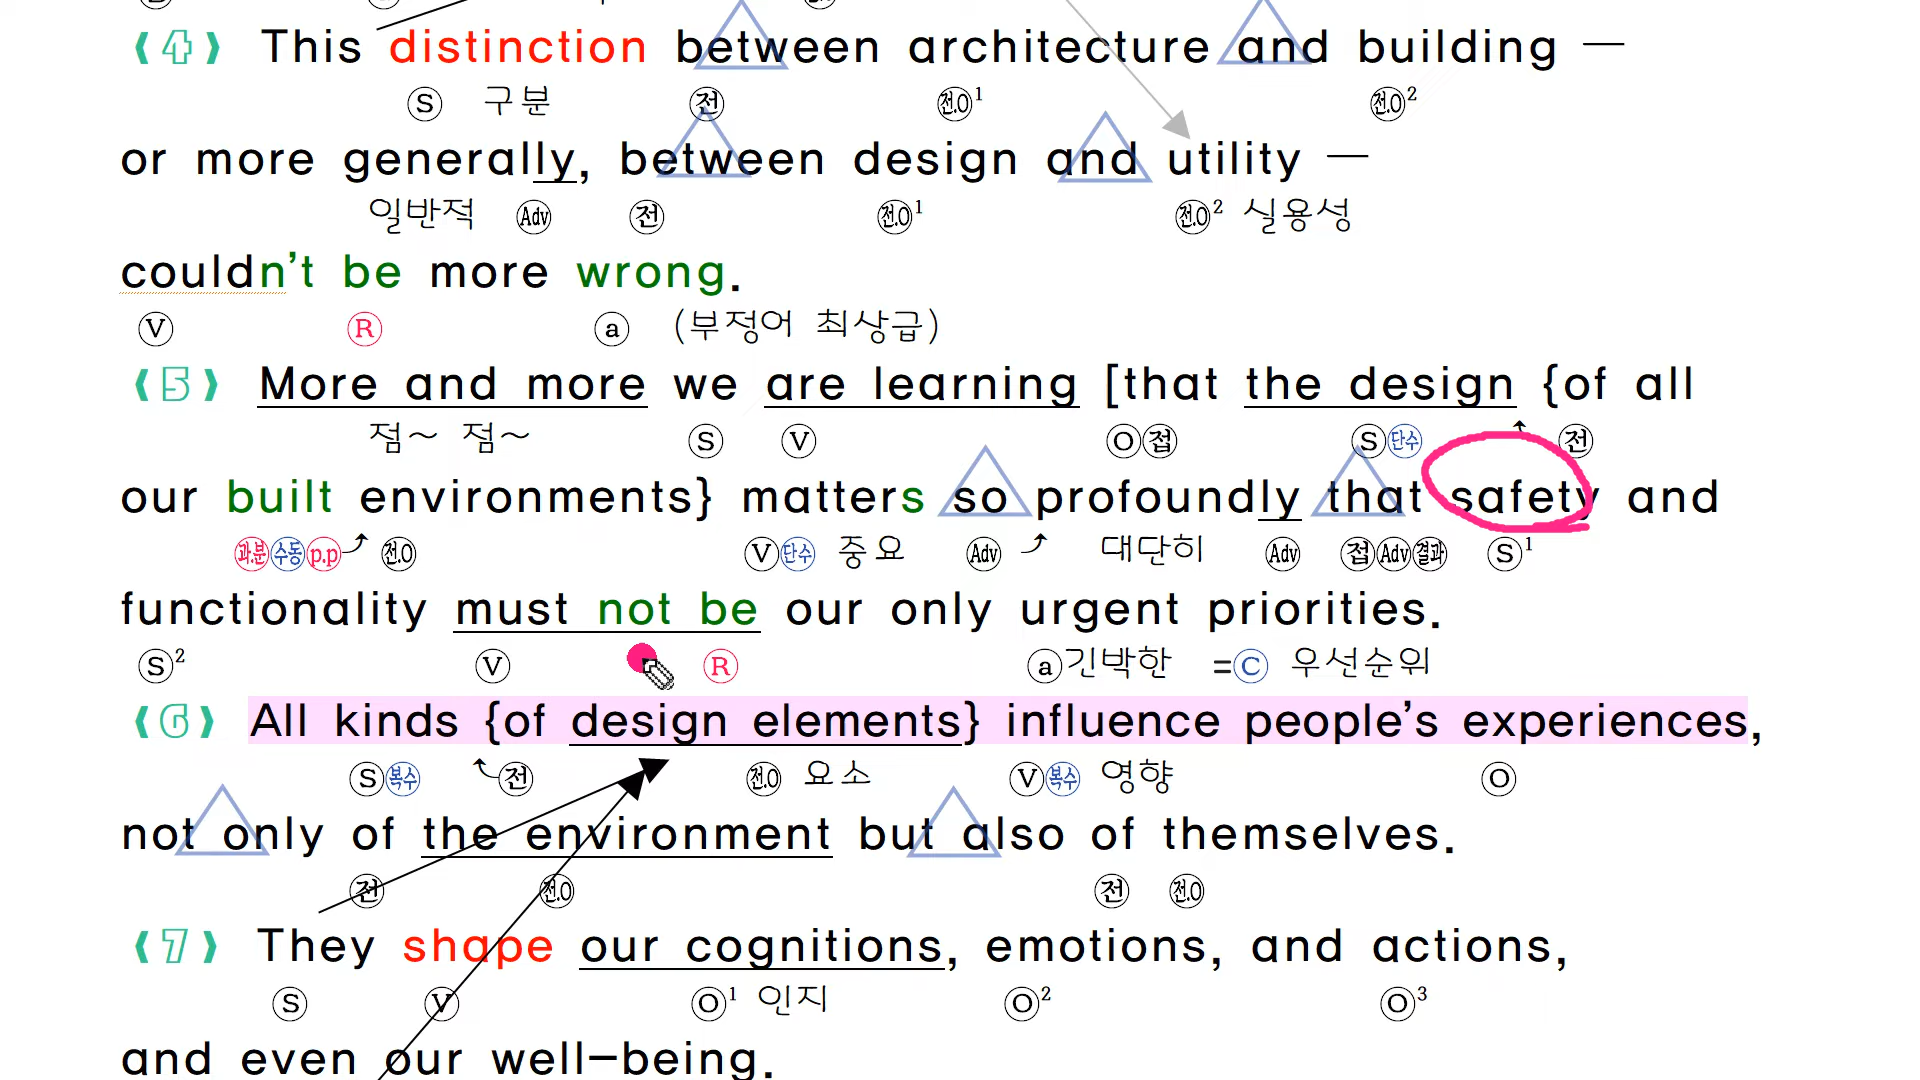 (4) This distinction between architecture and building —
Ⓢ 구분 전 전.O¹ 전.O²
or more generally, between design and utility —
일반적 Adv 전 전.O¹ 전.O² 실용성
couldn't be more wrong.
Ⓥ Ⓡ ⓐ (부정어 최상급)
(5) More and more we are learning [that the design {of all
점~ 점~ Ⓢ Ⓥ Ⓞ접 Ⓢ단수 전
our built environments} matters so profoundly that safety and
과.분 수동 p.p 전.O Ⓥ단수 중요 Adv 대단히 Adv 접 Adv 결과 Ⓢ¹
functionality must not be our only urgent priorities.
Ⓢ² Ⓥ Ⓡ ⓐ긴박한 =Ⓒ 우선순위
(6) All kinds {of design elements} influence people's experiences,
Ⓢ복수 전 전.O 요소 Ⓥ복수 영향 Ⓞ
not only of the environment but also of themselves.
전 전.O 전 전.O
(7) They shape our cognitions, emotions, and actions,
Ⓢ Ⓥ Ⓞ¹ 인지 Ⓞ² Ⓞ³
and even our well-being.